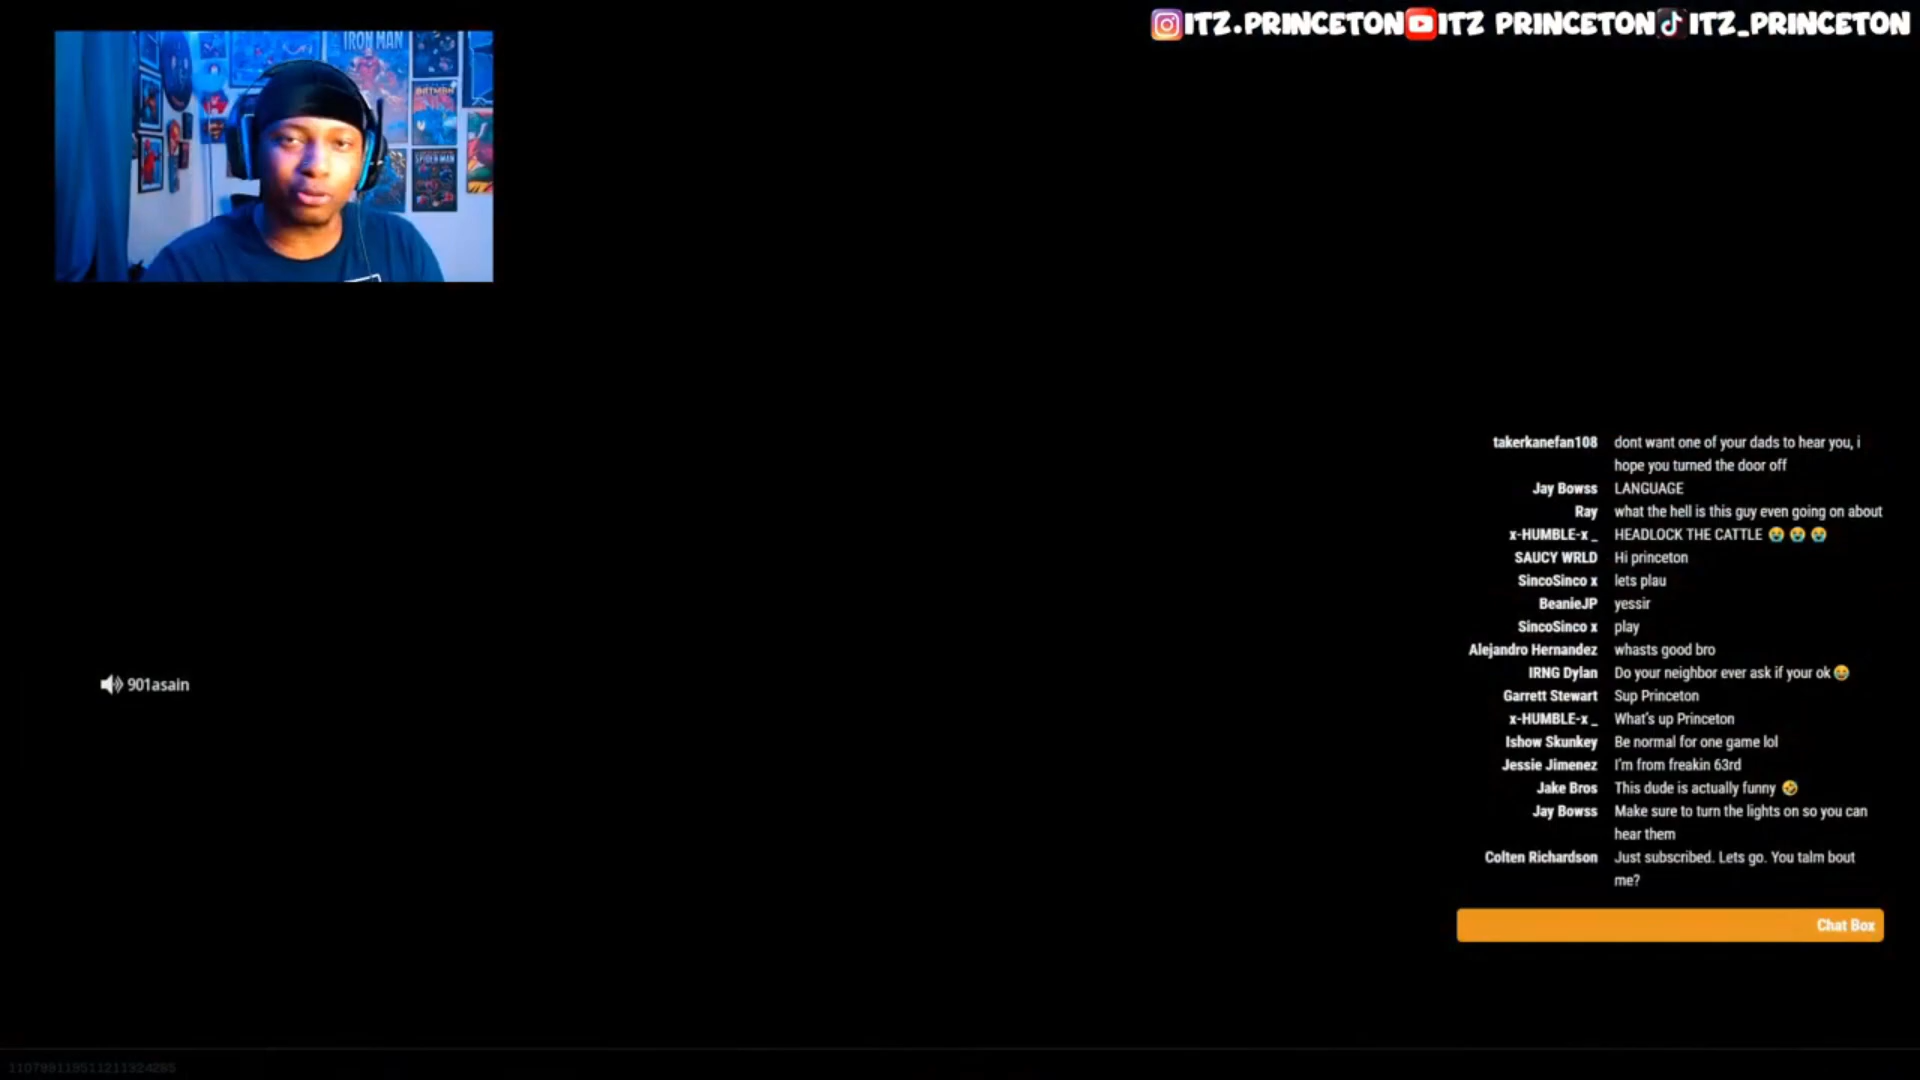 ITZ.PRINCETON ITZ PRINCETON ITZ_PRINCETON
IRON MAN
BATMAN
SPIDER-MAN
takerkanefan108 dont want one of your dads to hear you, i
hope you turned the door off
Jay Bowss LANGUAGE
Ray what the hell is this guy even going on about
x-HUMBLE-x _ HEADLOCK THE CATTLE 😭 😭 😭
SAUCY WRLD Hi princeton
SincoSinco x lets plau
BeanieJP yessir
SincoSinco x play
Alejandro Hernandez whasts good bro
IRNG Dylan Do your neighbor ever ask if your ok😂
Garrett Stewart Sup Princeton
x-HUMBLE-x _ What's up Princeton
Ishow Skunkey Be normal for one game lol
Jessie Jimenez I'm from freakin 63rd
Jake Bros This dude is actually funny 🤣
Jay Bowss Make sure to turn the lights on so you can
hear them
Colten Richardson Just subscribed. Lets go. You talm bout
me?
901asain
Chat Box